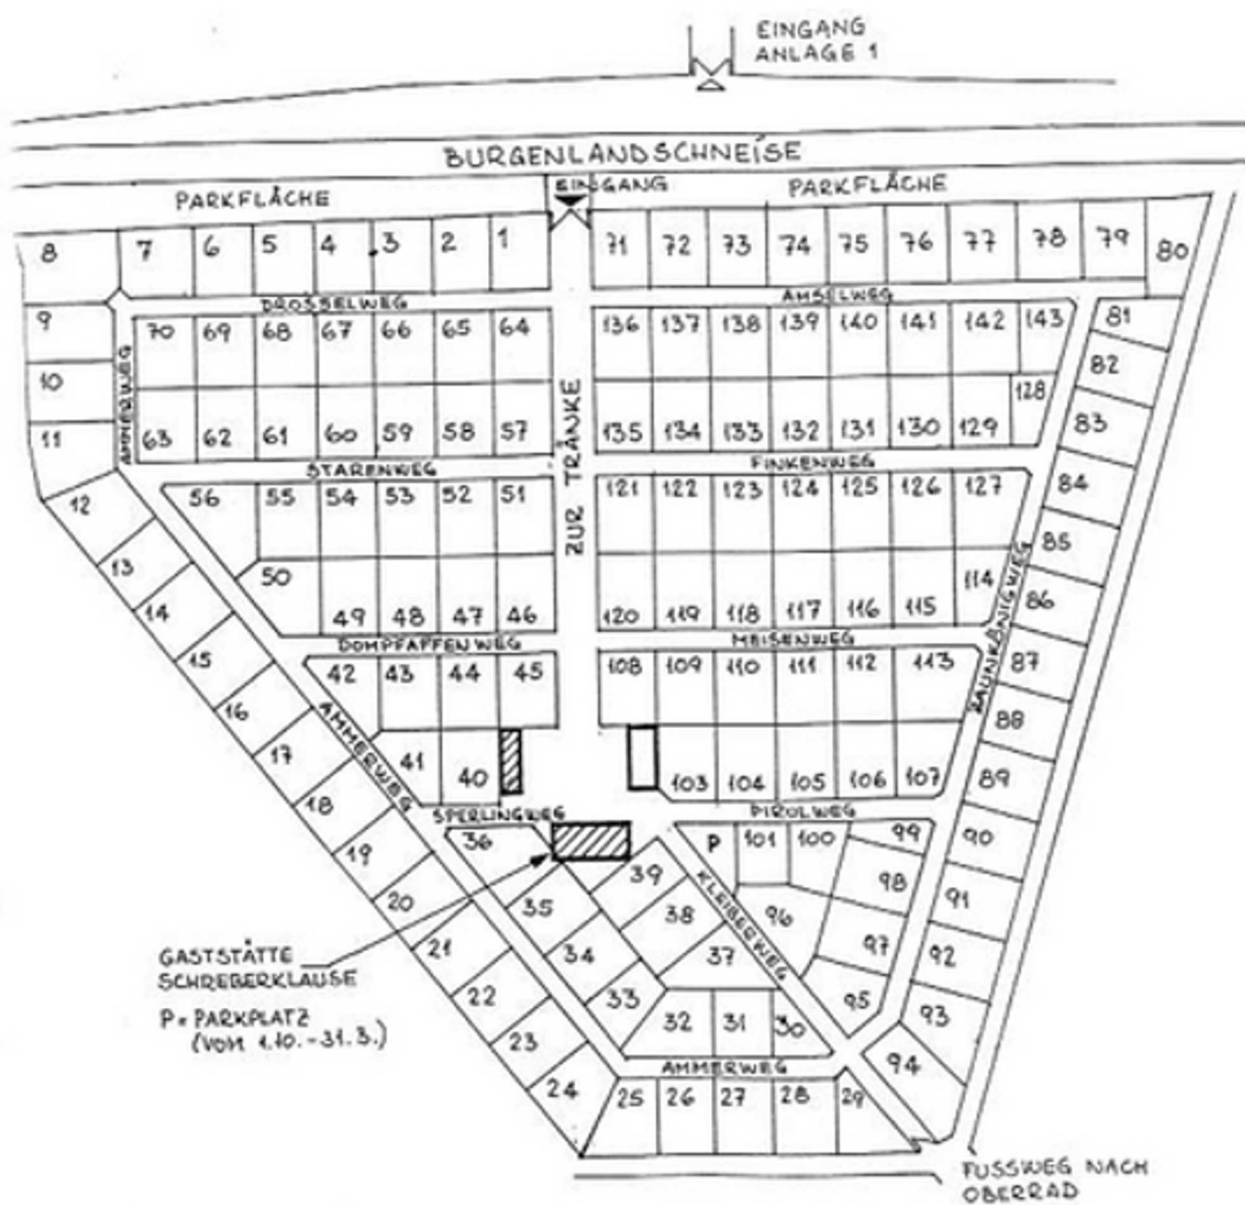 EINGANG
ANLAGE 1
BURGENLANDSCHNEISE
PARKFLÄCHE
EINGANG
PARKFLÄCHE
8 7 6 5 4 3 2 1
71 72 73 74 75 76 77 78 79 80
DROSSELWEG
AMSELWEG
9
70 69 68 67 66 65 64
136 137 138 139 140 141 142 143
81
10
82
AMMERWEG
ZUR TRÄNKE
128
11
63 62 61 60 59 58 57
135 134 133 132 131 130 129
83
STARENWEG
FINKENWEG
12
56 55 54 53 52 51
121 122 123 124 125 126 127
84
13
50
114
85
ZAUNKÖNIGWEG
14
49 48 47 46
120 119 118 117 116 115
86
DOMPFAFFENWEG
MEISENWEG
15
42 43 44 45
108 109 110 111 112 113
87
16
AMMERWEG
88
17
41 40
103 104 105 106 107
89
18
SPERLINGWEG
PIROLWEG
19
36
P 101 100 99
90
20
35
39
KLEIBERWEG
98
91
38
96
21
34
37
97
92
GASTSTÄTTE
SCHREBERKLAUSE
22
33
95
93
P = PARKPLATZ
(VOM 1.10.-31.3.)
23
32 31 30
AMMERWEG
94
24
25 26 27 28 29
FUSSWEG NACH
OBERRAD